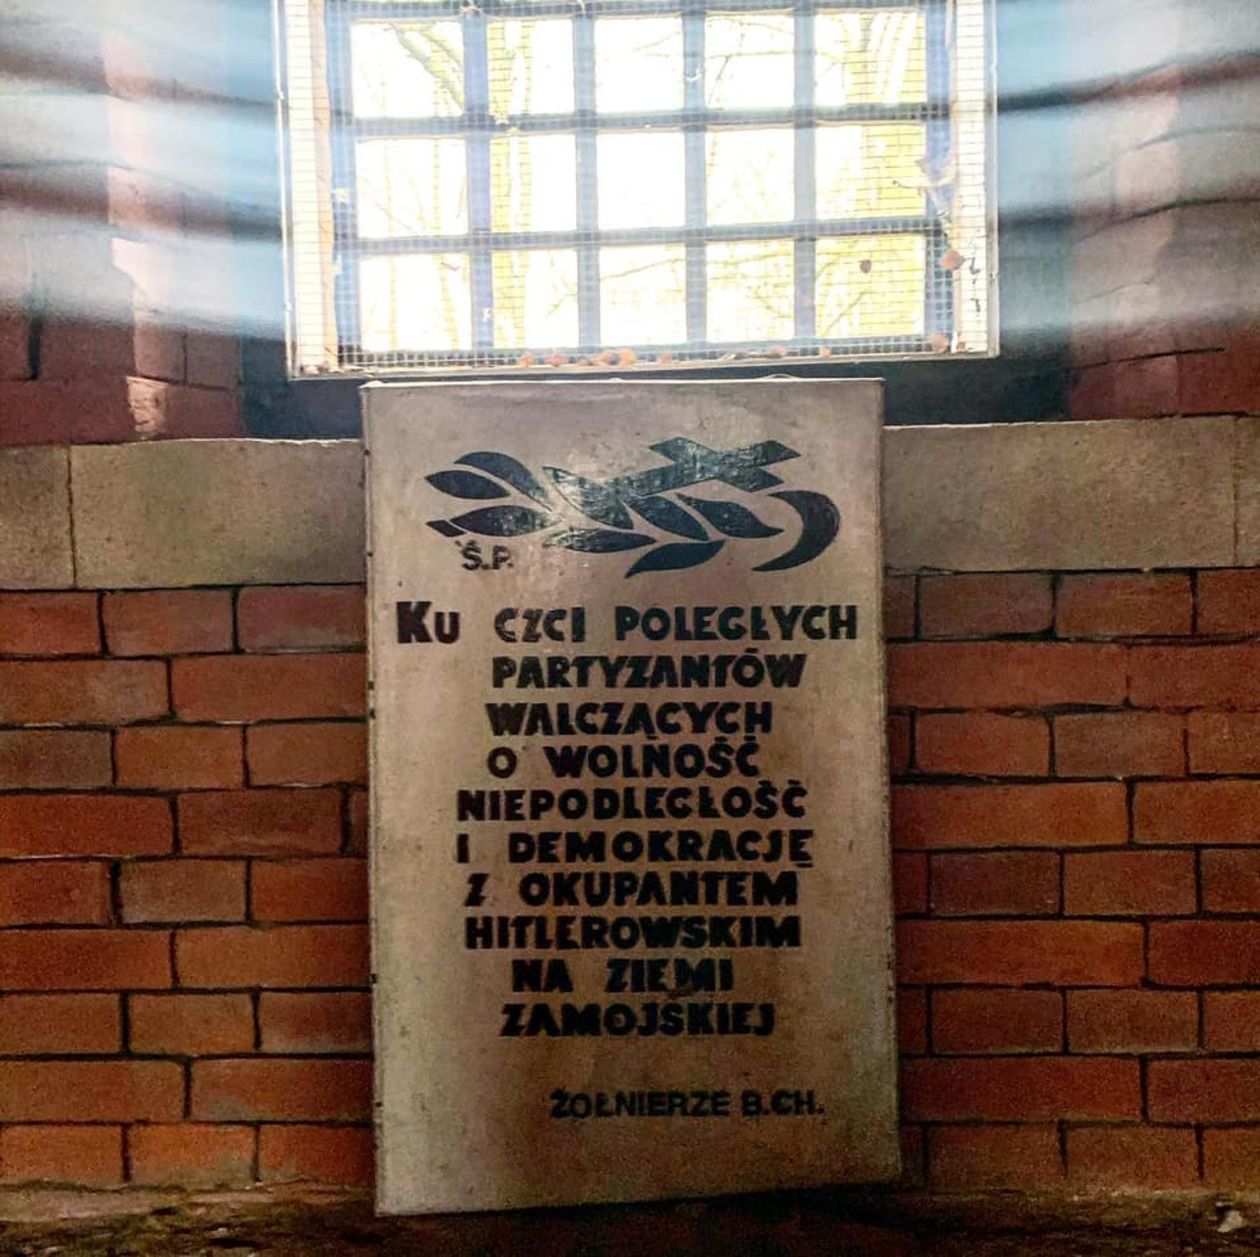 Ś.P.
KU CZCI POLEGŁYCH
PARTYZANTÓW
WALCZĄCYCH
O WOLNOŚĆ
NIEPODLEGŁOŚĆ
I DEMOKRACJĘ
Z OKUPANTEM
HITLEROWSKIM
NA ZIEMI
ZAMOJSKIEJ
ŻOŁNIERZE B.CH.